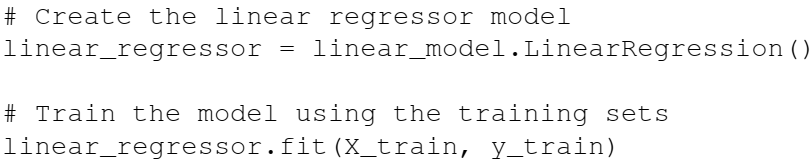 # Create the linear regressor model
linear_regressor = linear_model.LinearRegression()
# Train the model using the training sets
linear_regressor.fit(X_train, y_train)